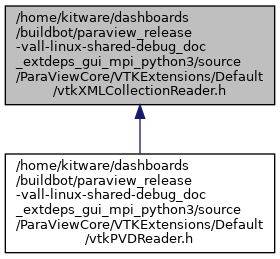 /home/kitware/dashboards
/buildbot/paraview_release
-vall-linux-shared-debug_doc
_extdeps_gui_mpi_python3/source
/ParaViewCore/VTKExtensions/Default
/vtkXMLCollectionReader.h
/home/kitware/dashboards
/buildbot/paraview_release
-vall-linux-shared-debug_doc
_extdeps_gui_mpi_python3/source
/ParaViewCore/VTKExtensions/Default
/vtkPVDReader.h